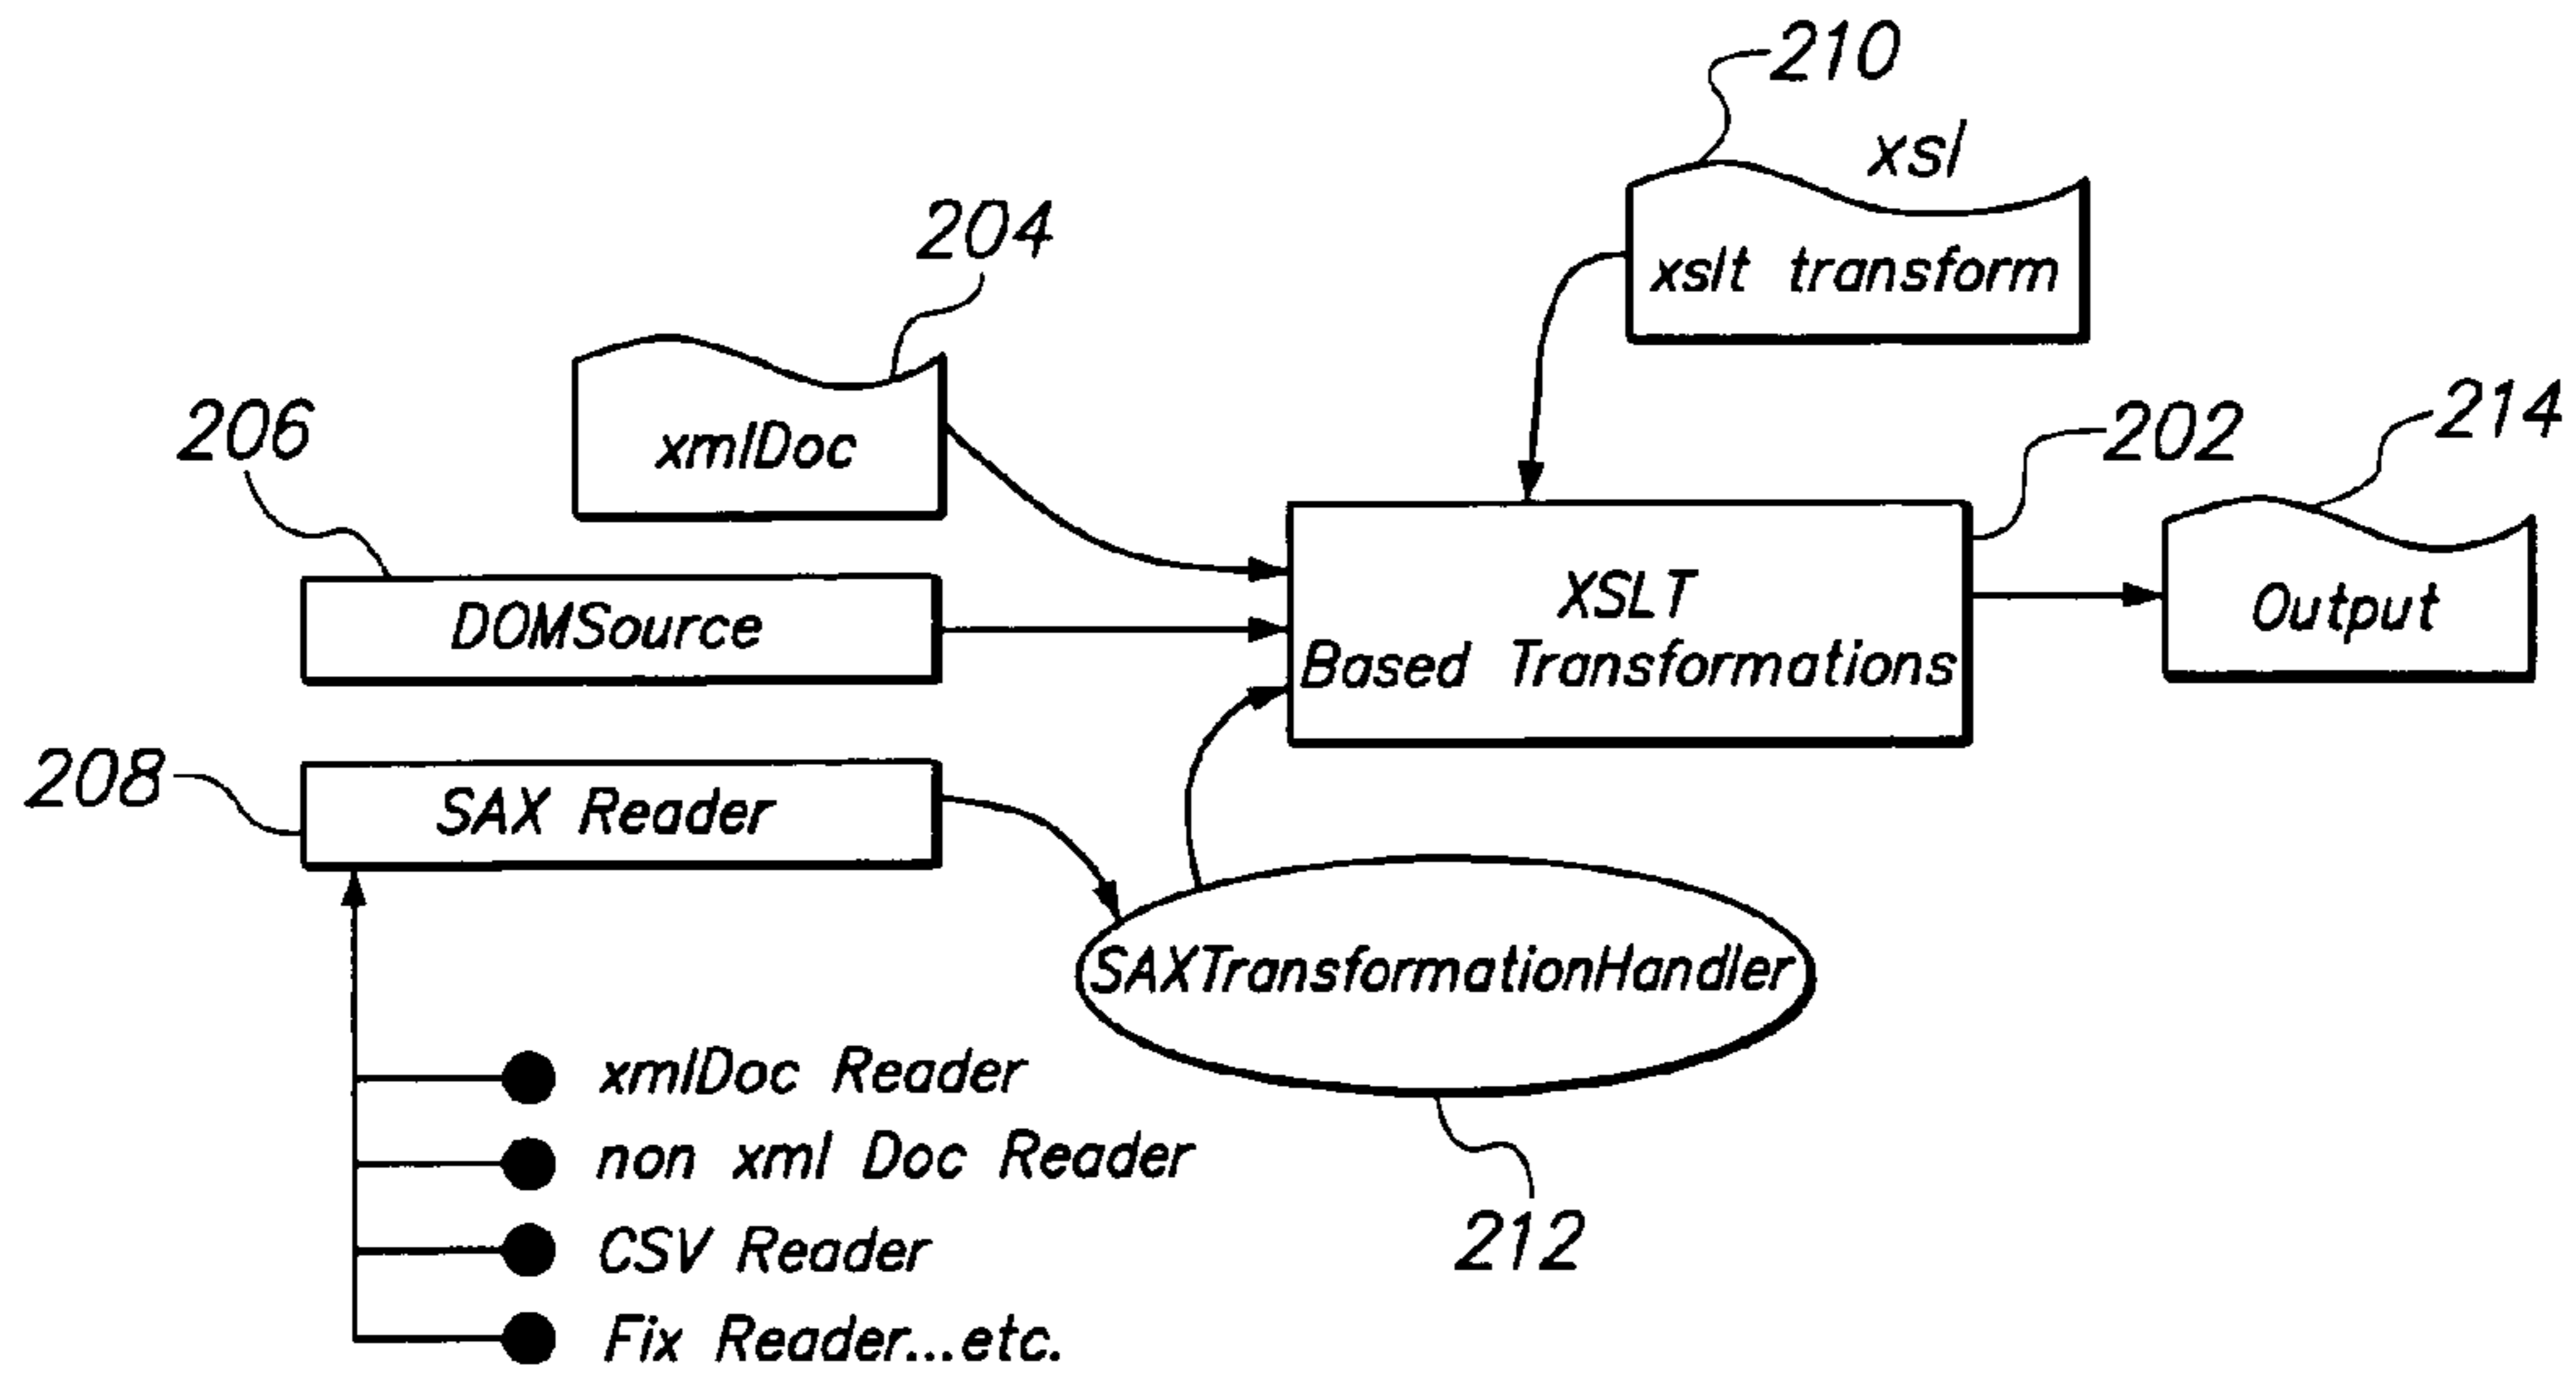 210
xsl
xslt transform
204
xmlDoc
206
DOMSource
202
214
XSLT
Based Transformations
Output
208
SAX Reader
SAXTransformationHandler
212
xmlDoc Reader
non xml Doc Reader
CSV Reader
Fix Reader...etc.